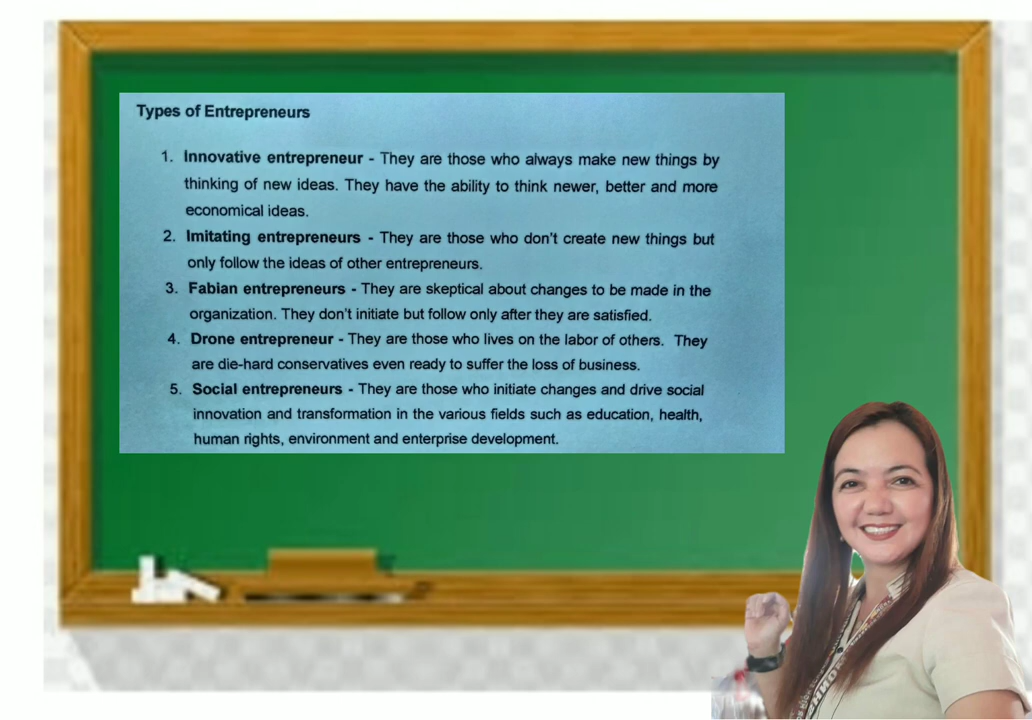 Types of Entrepreneurs
1. Innovative entrepreneur - They are those who always make new things by
thinking of new ideas. They have the ability to think newer, better and more
economical ideas.
2. Imitating entrepreneurs - They are those who don't create new things but
only follow the ideas of other entrepreneurs.
3. Fabian entrepreneurs - They are skeptical about changes to be made in the
organization. They don't initiate but follow only after they are satisfied.
4. Drone entrepreneur - They are those who lives on the labor of others. They
are die-hard conservatives even ready to suffer the loss of business.
5. Social entrepreneurs - They are those who initiate changes and drive social
innovation and transformation in the various fields such as education, health,
human rights, environment and enterprise development.